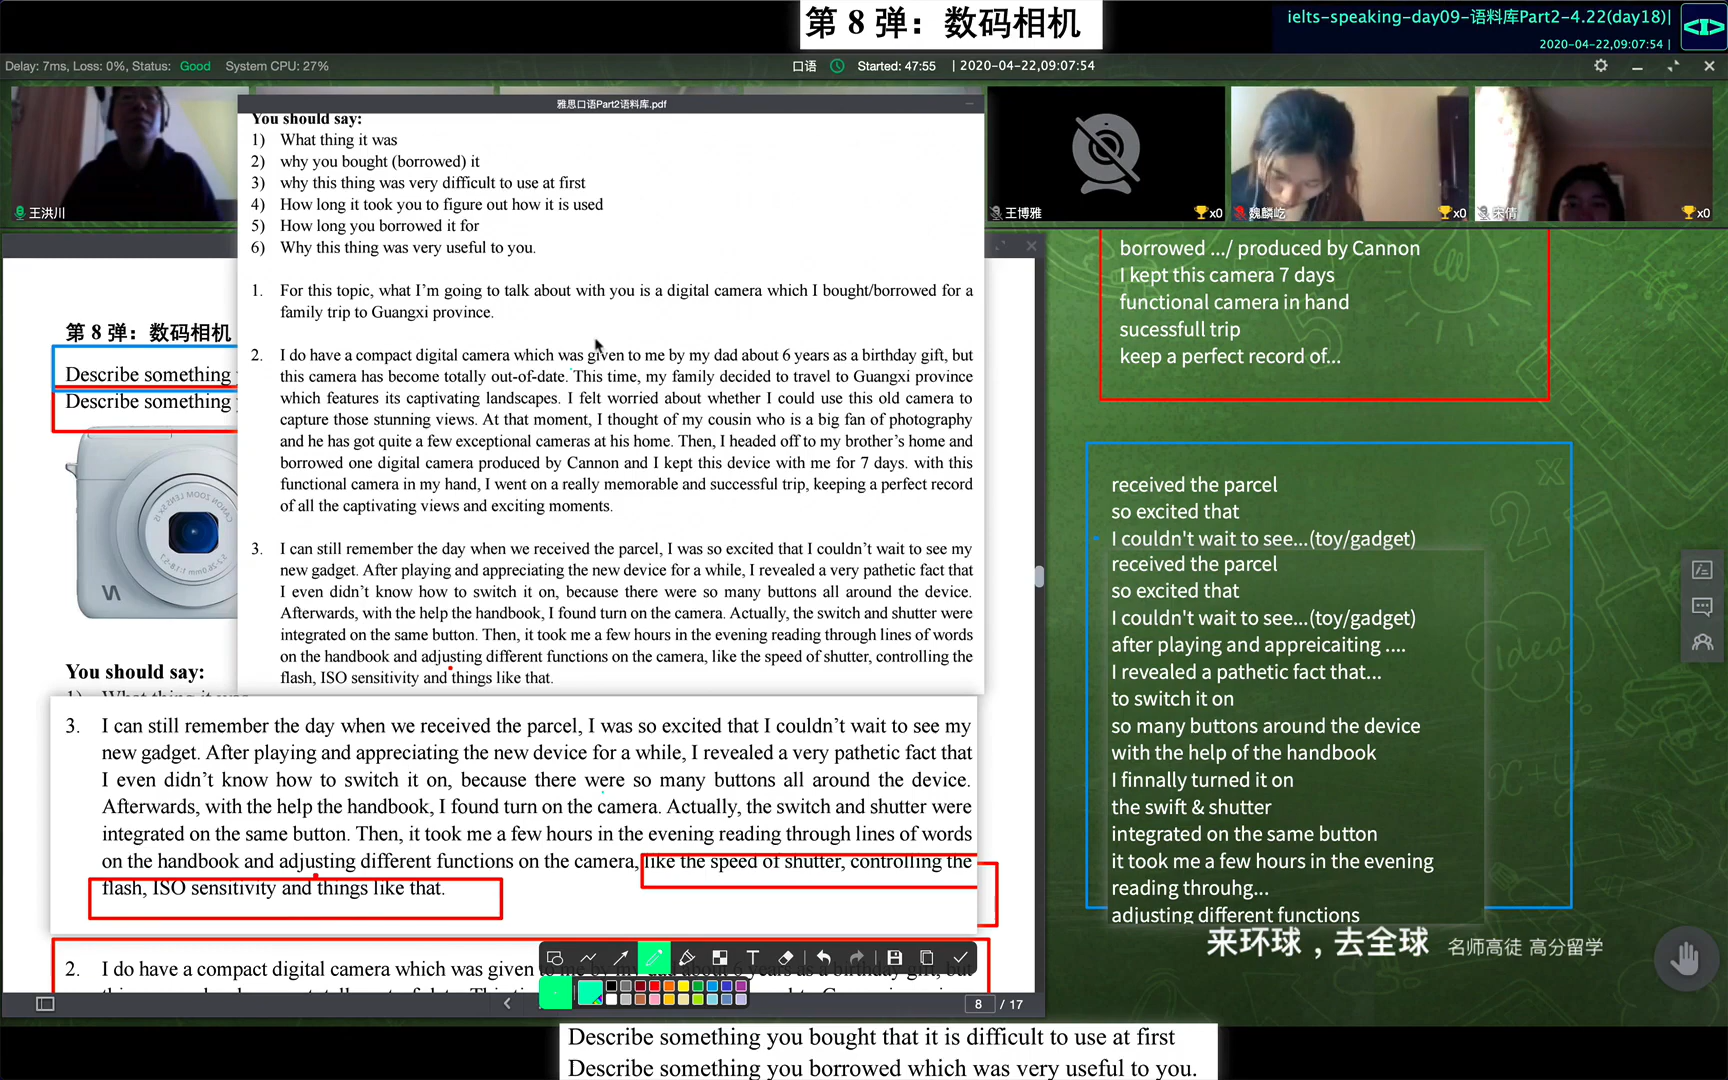 第 8 弹：数码相机
ielts-speaking-day09-语料库Part2-4.22(day18)|
2020-04-22,09:07:54 |
Delay: 7ms, Loss: 0%, Status: Good System CPU: 27%
口语 Started: 47:55 | 2020-04-22,09:07:54
雅思口语Part2语料库.pdf
王洪川
王博雅 x0
魏麟屹 x0
宋倩 x0
You should say:
1) What thing it was
2) why you bought (borrowed) it
3) why this thing was very difficult to use at first
4) How long it took you to figure out how it is used
5) How long you borrowed it for
6) Why this thing was very useful to you.
1. For this topic, what I’m going to talk about with you is a digital camera which I bought/borrowed for a
family trip to Guangxi province.
2. I do have a compact digital camera which was given to me by my dad about 6 years as a birthday gift, but
this camera has become totally out-of-date. This time, my family decided to travel to Guangxi province
which features its captivating landscapes. I felt worried about whether I could use this old camera to
capture those stunning views. At that moment, I thought of my cousin who is a big fan of photography
and he has got quite a few exceptional cameras at his home. Then, I headed off to my brother’s home and
borrowed one digital camera produced by Cannon and I kept this device with me for 7 days. with this
functional camera in my hand, I went on a really memorable and successful trip, keeping a perfect record
of all the captivating views and exciting moments.
3. I can still remember the day when we received the parcel, I was so excited that I couldn’t wait to see my
new gadget. After playing and appreciating the new device for a while, I revealed a very pathetic fact that
I even didn’t know how to switch it on, because there were so many buttons all around the device.
Afterwards, with the help the handbook, I found turn on the camera. Actually, the switch and shutter were
integrated on the same button. Then, it took me a few hours in the evening reading through lines of words
on the handbook and adjusting different functions on the camera, like the speed of shutter, controlling the
flash, ISO sensitivity and things like that.
第 8 弹：数码相机
Describe something
Describe something
You should say:
1) What thing it was
3. I can still remember the day when we received the parcel, I was so excited that I couldn’t wait to see my
new gadget. After playing and appreciating the new device for a while, I revealed a very pathetic fact that
I even didn’t know how to switch it on, because there were so many buttons all around the device.
Afterwards, with the help the handbook, I found turn on the camera. Actually, the switch and shutter were
integrated on the same button. Then, it took me a few hours in the evening reading through lines of words
on the handbook and adjusting different functions on the camera, like the speed of shutter, controlling the
flash, ISO sensitivity and things like that.
2. I do have a compact digital camera which was given to me by my dad about 6 years as a birthday gift, but
8 / 17
borrowed .../ produced by Cannon
I kept this camera 7 days
functional camera in hand
sucessfull trip
keep a perfect record of...
received the parcel
so excited that
I couldn't wait to see...(toy/gadget)
received the parcel
so excited that
I couldn't wait to see...(toy/gadget)
after playing and appreicaiting ....
I revealed a pathetic fact that...
to switch it on
so many buttons around the device
with the help of the handbook
I finnally turned it on
the swift & shutter
integrated on the same button
it took me a few hours in the evening
reading throuhg...
adjusting different functions
来环球，去全球 名师高徒 高分留学
Describe something you bought that it is difficult to use at first
Describe something you borrowed which was very useful to you.